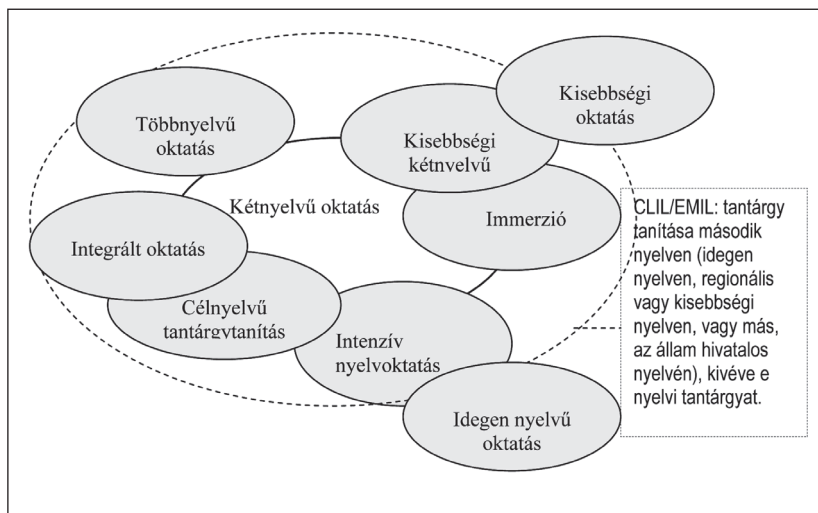 Kisebbségi
oktatás
Többnyelvű
oktatás
Kisebbségi
kétnyelvű
Kétnyelvű oktatás
Immerzió
Integrált oktatás
Célnyelvű
tantárgytanítás
Intenzív
nyelvoktatás
Idegen nyelvű
oktatás
CLIL/EMIL: tantárgy
tanítása második
nyelven (idegen
nyelven, regionális
vagy kisebbségi
nyelven, vagy más,
az állam hivatalos
nyelvén), kivéve e
nyelvi tantárgyat.